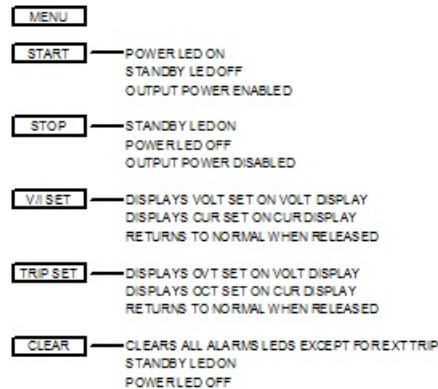 MENU
START
POWER LED ON
STANDBY LED OFF
OUTPUT POWER ENABLED
STOP
STANDBY LED ON
POWER LED OFF
OUTPUT POWER DISABLED
V/I SET
DISPLAYS VOLT SET ON VOLT DISPLAY
DISPLAYS CUR SET ON CUR DISPLAY
RETURNS TO NORMAL WHEN RELEASED
TRIP SET
DISPLAYS OVT SET ON VOLT DISPLAY
DISPLAYS OCT SET ON CUR DISPLAY
RETURNS TO NORMAL WHEN RELEASED
CLEAR
CLEARS ALL ALARMS LEDS EXCEPT FOR EXT TRIP
STANDBY LED ON
POWER LED OFF